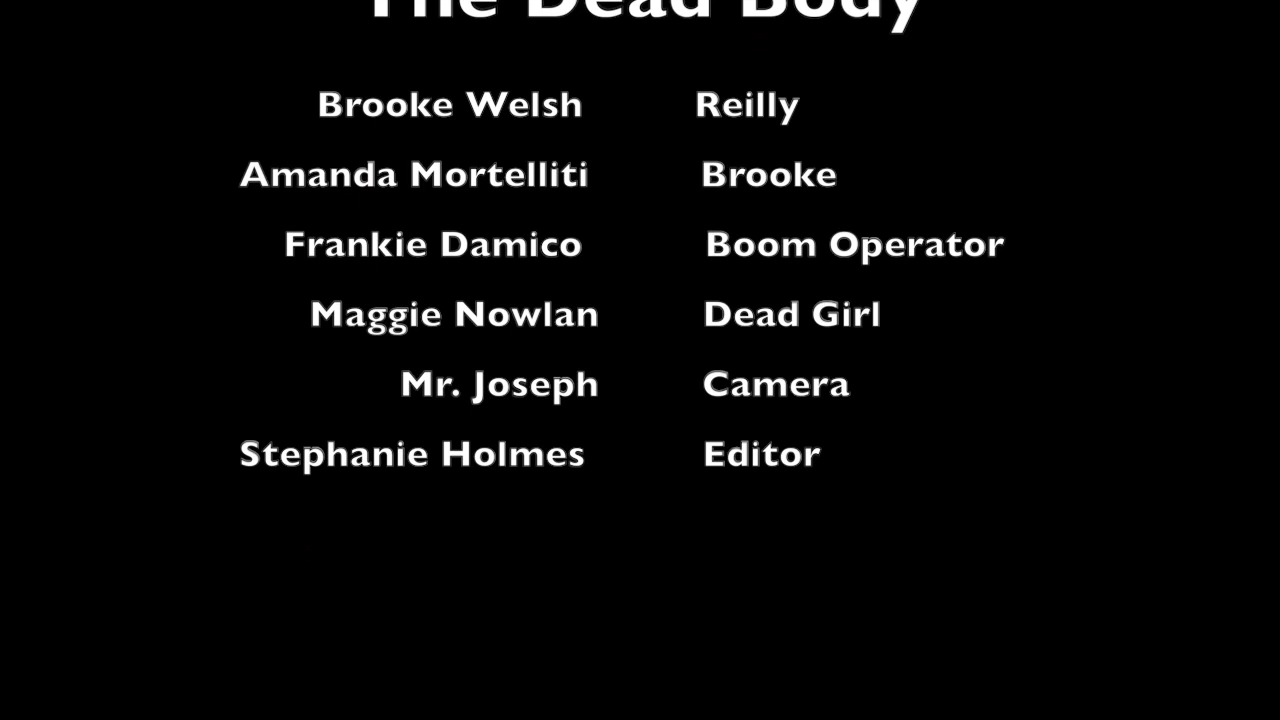 The Dead Body
Brooke Welsh Reilly
Amanda Mortelliti Brooke
Frankie Damico Boom Operator
Maggie Nowlan Dead Girl
Mr. Joseph Camera
Stephanie Holmes Editor